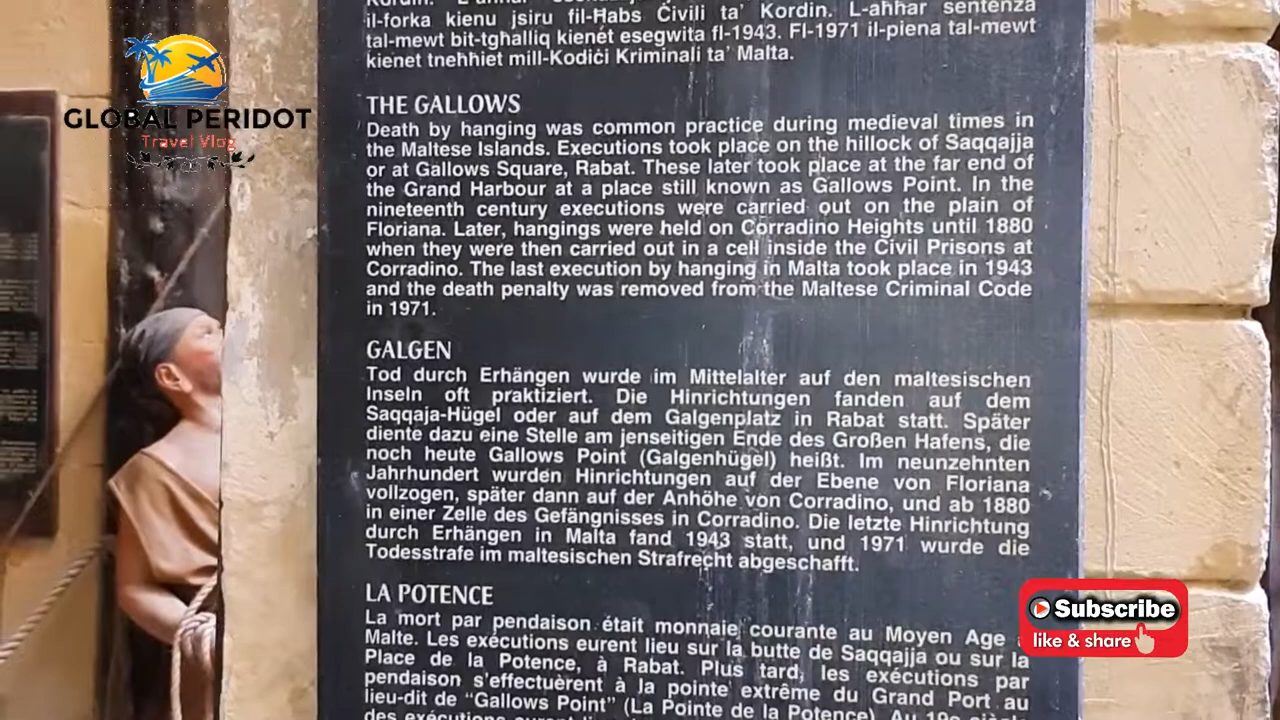 GLOBAL PERIDOT
Travel Vlog
il-forka kienu jsiru fil-Ħabs Ċivili ta' Kordin. L-aħħar sentenza
tal-mewt bit-tgħalliq kienét esegwita fl-1943. Fl-1971 il-piena tal-mewt
kienet tneħħiet mill-Kodiċi Kriminali ta' Malta.
THE GALLOWS
Death by hanging was common practice during medieval times in
the Maltese Islands. Executions took place on the hillock of Saqqajja
or at Gallows Square, Rabat. These later took place at the far end of
the Grand Harbour at a place still known as Gallows Point. In the
nineteenth century executions were carried out on the plain of
Floriana. Later, hangings were held on Corradino Heights until 1880
when they were then carried out in a cell inside the Civil Prisons at
Corradino. The last execution by hanging in Malta took place in 1943
and the death penalty was removed from the Maltese Criminal Code
in 1971.
GALGEN
Tod durch Erhängen wurde im Mittelalter auf den maltesischen
Inseln oft praktiziert. Die Hinrichtungen fanden auf dem
Saqqaja-Hügel oder auf dem Galgenplatz in Rabat statt. Später
diente dazu eine Stelle am jenseitigen Ende des Großen Hafens, die
noch heute Gallows Point (Galgenhügel) heißt. Im neunzehnten
Jahrhundert wurden Hinrichtungen auf der Ebene von Floriana
vollzogen, später dann auf der Anhöhe von Corradino, und ab 1880
in einer Zelle des Gefängnisses in Corradino. Die letzte Hinrichtung
durch Erhängen in Malta fand 1943 statt, und 1971 wurde die
Todesstrafe im maltesischen Strafrecht abgeschafft.
LA POTENCE
La mort par pendaison était monnaie courante au Moyen Age
Malte. Les exécutions eurent lieu sur la butte de Saqqajja ou sur la
Place de la Potence, à Rabat. Plus tard, les exécutions par
pendaison s'effectuèrent à la pointe extrême du Grand Port au
lieu-dit de "Gallows Point" (La Pointe de la Potence). Au 19e siècle
Subscribe
like & share